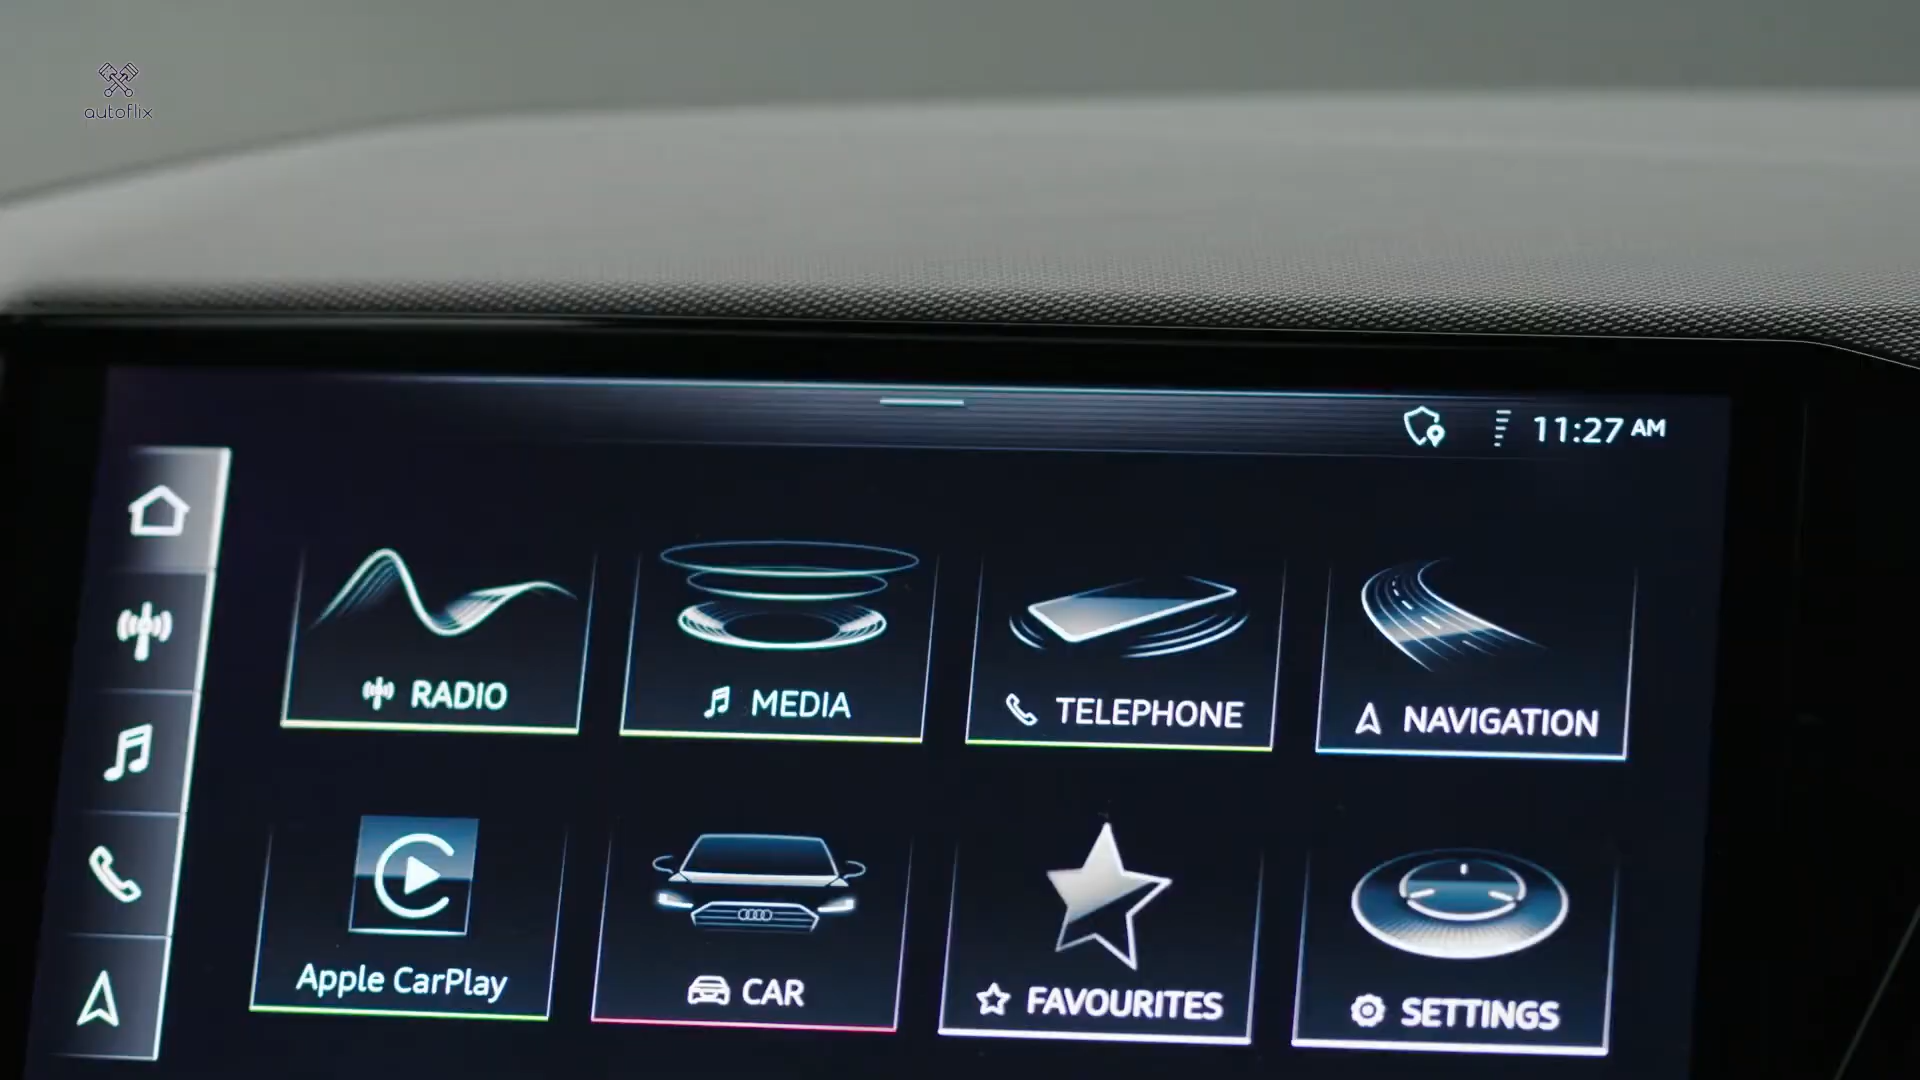 autoflix
11:27 AM
RADIO
MEDIA
TELEPHONE
NAVIGATION
Apple CarPlay
CAR
FAVOURITES
SETTINGS